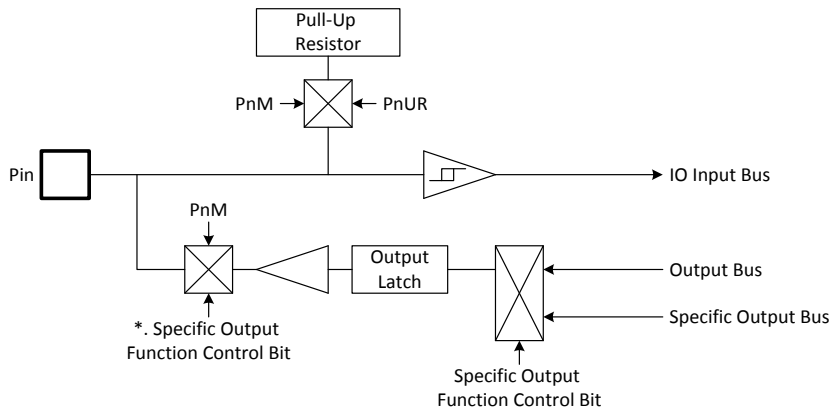 Pull-Up
Resistor
PnM
PnUR
Pin
IO Input Bus
PnM
Output
Latch
Output Bus
Specific Output Bus
*. Specific Output
Function Control Bit
Specific Output
Function Control Bit